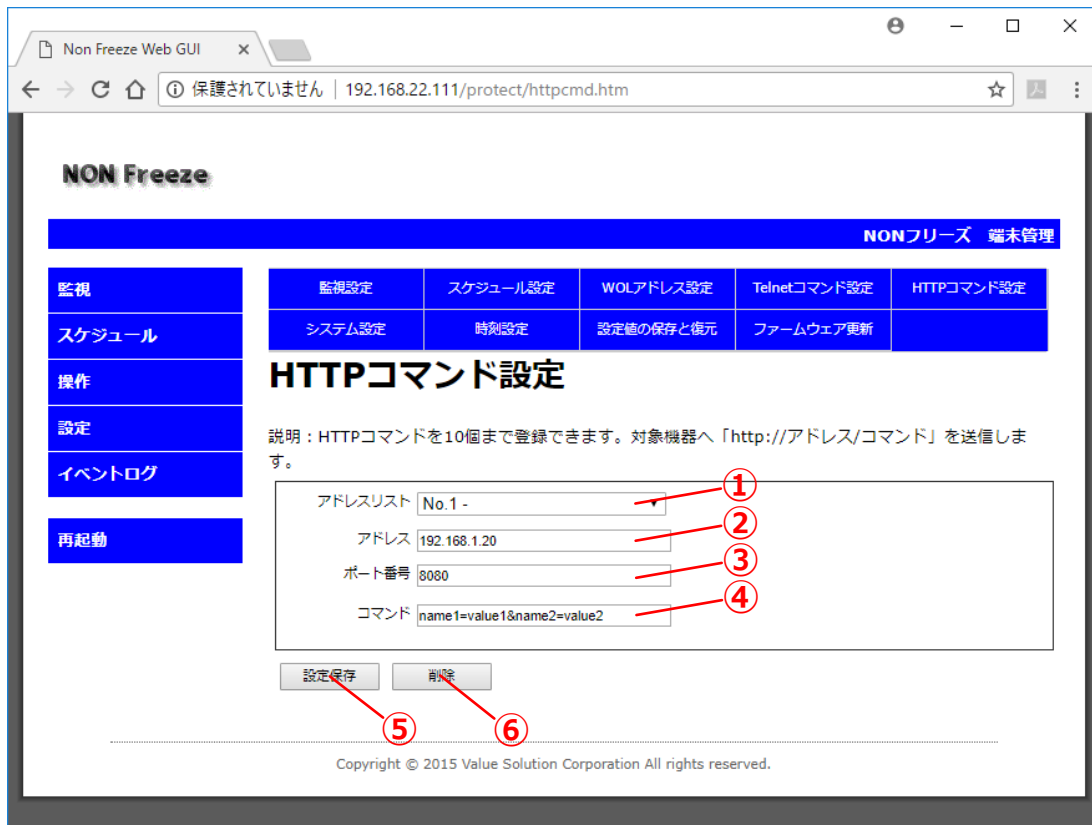 Non Freeze Web GUI
保護されていません | 192.168.22.111/protect/httpcmd.htm
NON Freeze
NONフリーズ 端末管理
監視
スケジュール
操作
設定
イベントログ
再起動
監視設定 スケジュール設定 WOLアドレス設定 Telnetコマンド設定 HTTPコマンド設定
システム設定 時刻設定 設定値の保存と復元 ファームウェア更新
HTTPコマンド設定
説明：HTTPコマンドを10個まで登録できます。対象機器へ「http://アドレス/コマンド」を送信しま
す。
アドレスリスト No.1 - ①
アドレス 192.168.1.20 ②
ポート番号 8080 ③
コマンド name1=value1&name2=value2 ④
設定保存 削除
⑤ ⑥
Copyright © 2015 Value Solution Corporation All rights reserved.